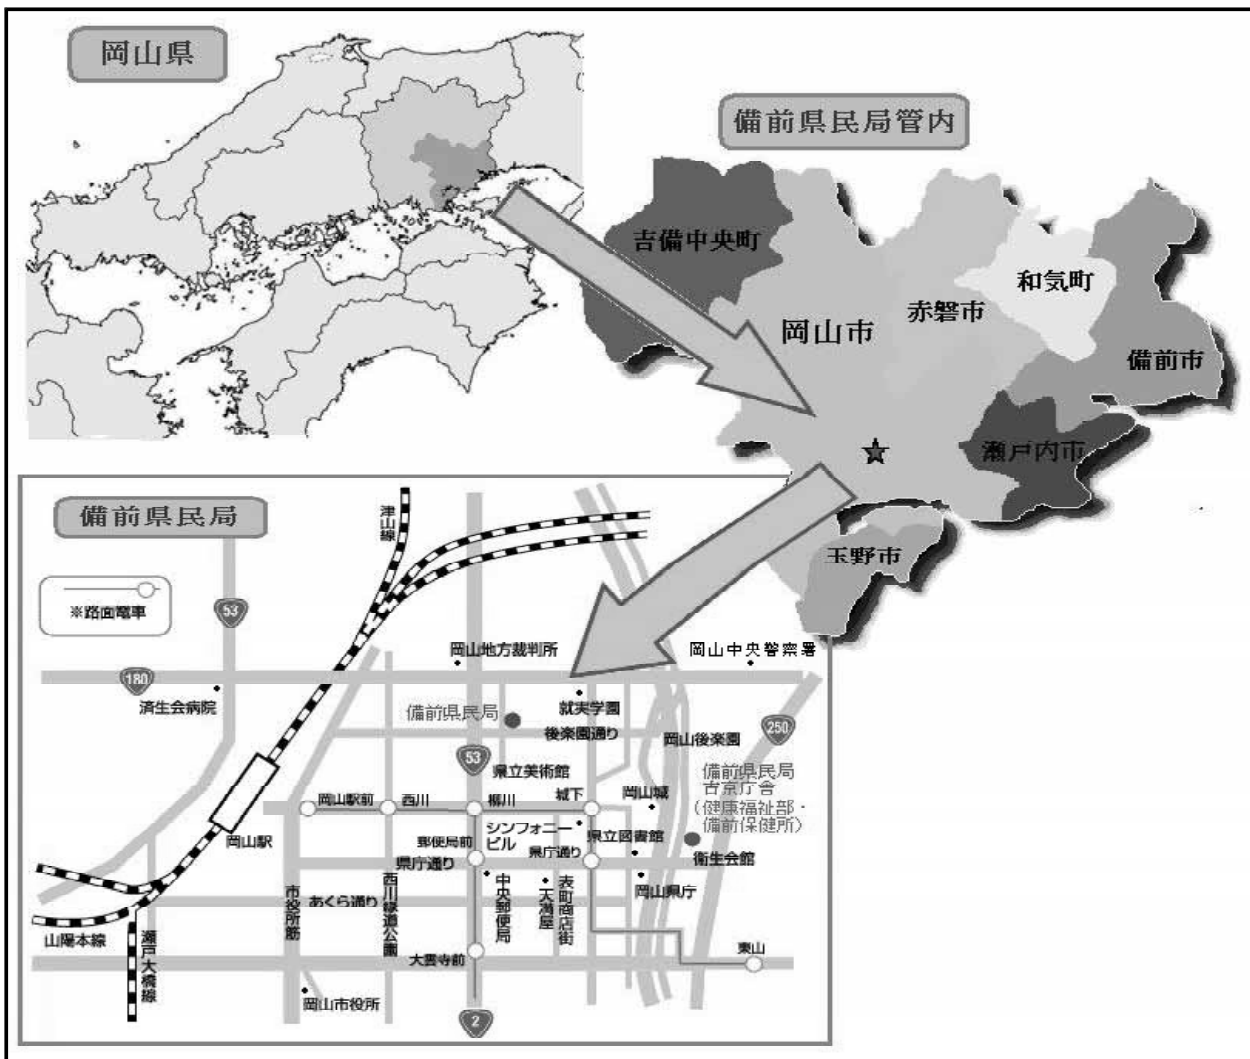 岡山県
備前県民局管内
吉備中央町
和気町
赤磐市
岡山市
備前市
瀬戸内市
玉野市
備前県民局
津山線
※路面電車
53
岡山地方裁判所
岡山中央警察署
180
済生会病院
就実学園
備前県民局
後楽園通り
岡山後楽園
250
53
県立美術館
備前県民局
古京庁舎
(健康福祉部・
備前保健所)
岡山駅前
西川
柳川
城下
岡山城
岡山駅
シンフォニー
ビル
郵便局前
県立図書館
県庁通り
県庁通り
衛生会館
岡山県庁
市役所筋
あくら通り
西川緑道公園
中央郵便局
天満屋
表町商店街
山陽本線
瀬戸大橋線
大雲寺前
東山
岡山市役所
2